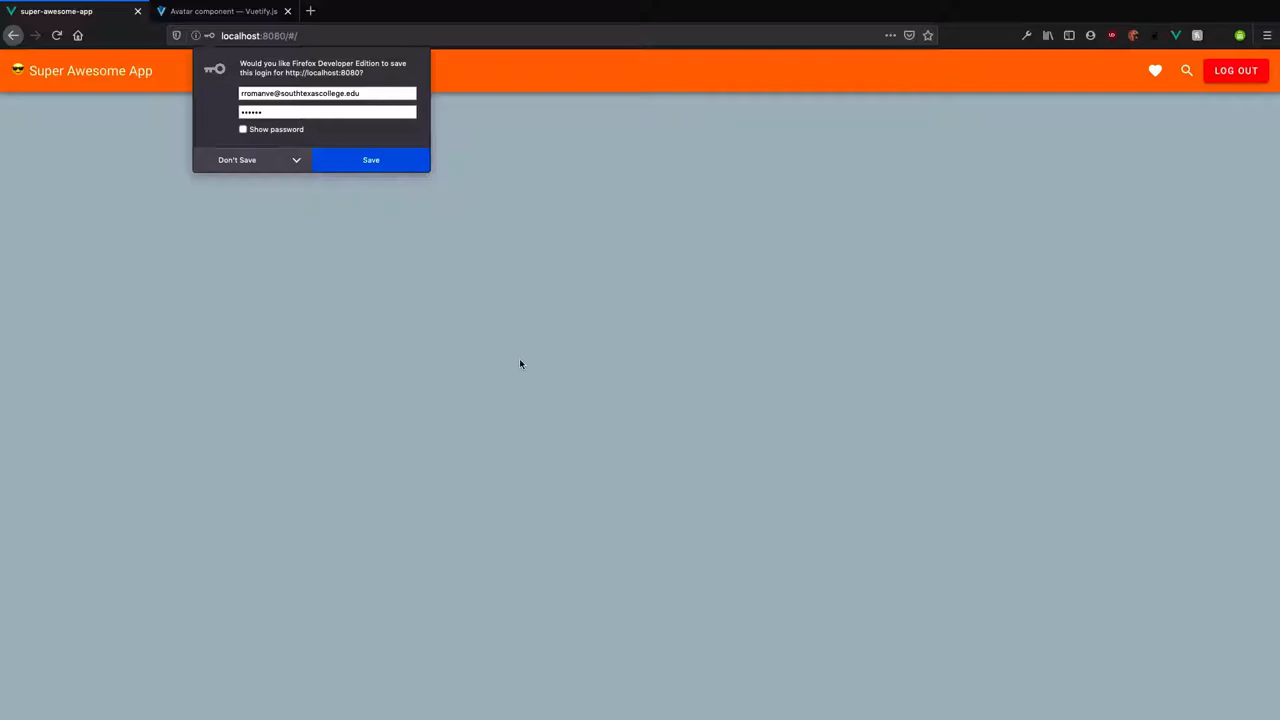 super-awesome-app
Avatar component — Vuetify.js
localhost:8080/#/
😎 Super Awesome App
LOG OUT
Would you like Firefox Developer Edition to save
this login for http://localhost:8080?
rromanve@southtexascollege.edu
••••••
Show password
Don't Save
Save